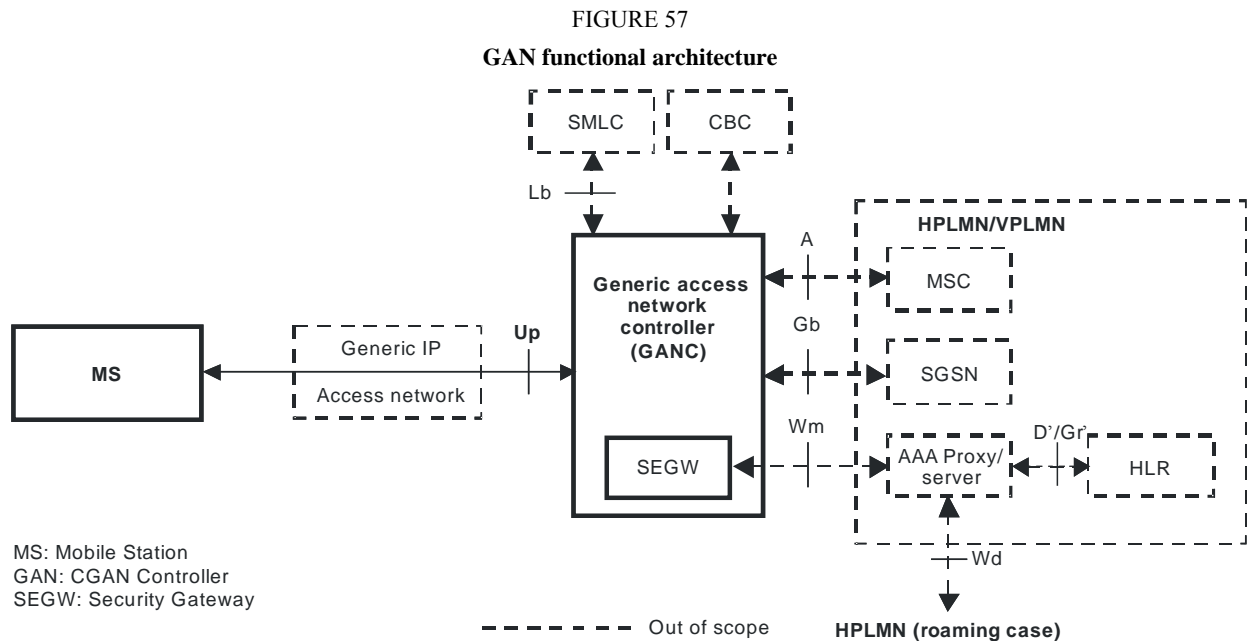 FIGURE 57
GAN functional architecture
SMLC
CBC
Lb
HPLMN/VPLMN
A
Generic access
network
controller
(GANC)
MSC
Gb
Up
Generic IP
MS
SGSN
Access network
Wm
D'/Gr'
SEGW
AAA Proxy/
server
HLR
MS: Mobile Station
GAN: CGAN Controller
SEGW: Security Gateway
Wd
Out of scope
HPLMN (roaming case)